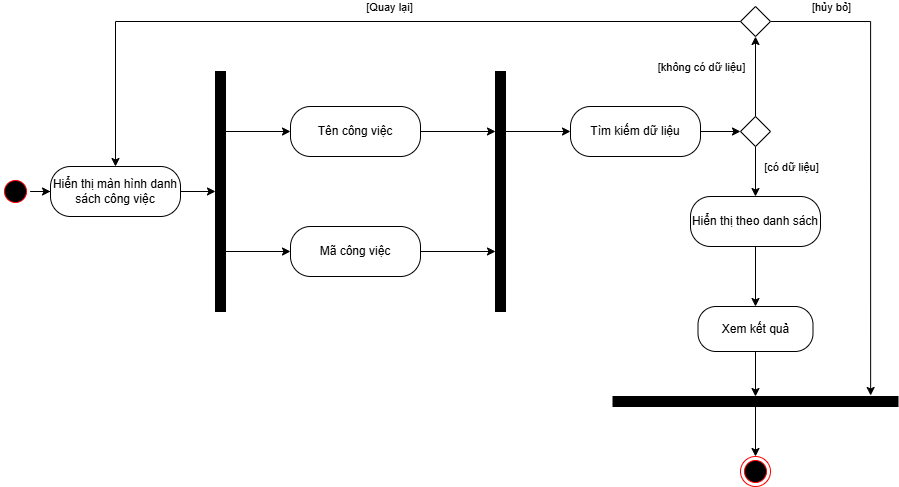 [Quay lại]
[hủy bỏ]
[không có dữ liệu]
Tên công việc
Tìm kiếm dữ liệu
[có dữ liệu]
Hiển thị màn hình danh
sách công việc
Hiển thị theo danh sách
Mã công việc
Xem kết quả